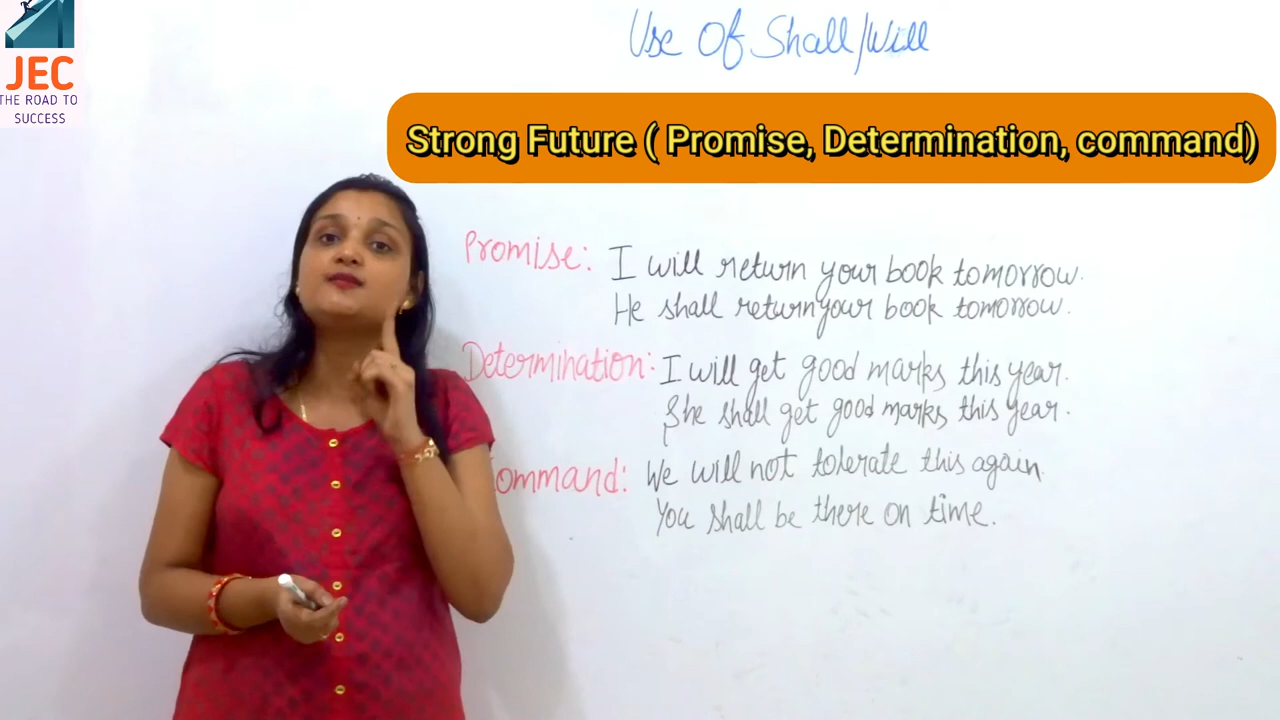 JEC
THE ROAD TO
SUCCESS
Use Of Shall/Will
Strong Future ( Promise, Determination, command)
Promise: I will return your book tomorrow.
He shall return your book tomorrow.
Determination: I will get good marks this year.
She shall get good marks this year.
ommand: We will not tolerate this again.
You shall be there on time.